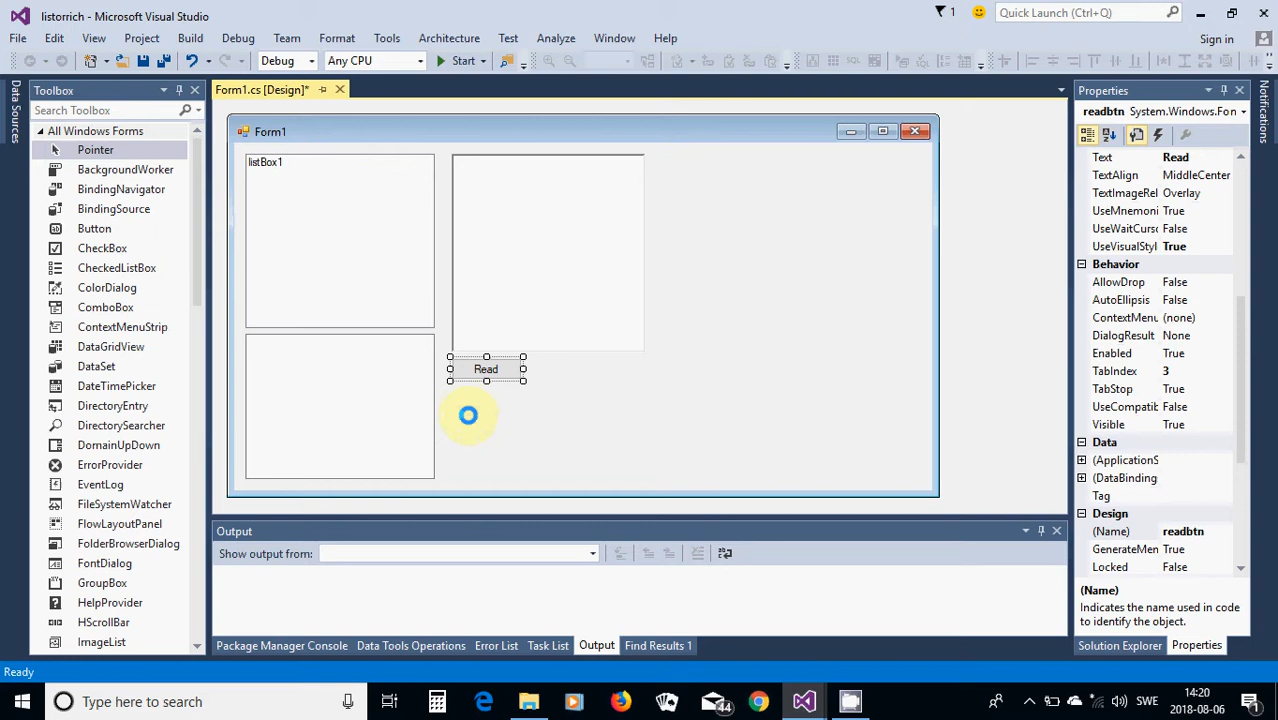 listorrich - Microsoft Visual Studio
1
Quick Launch (Ctrl+Q)
File Edit View Project Build Debug Team Format Tools Architecture Test Analyze Window Help
Sign in
Debug Any CPU Start
Data Sources
Toolbox
Search Toolbox
All Windows Forms
Pointer
BackgroundWorker
BindingNavigator
BindingSource
Button
CheckBox
CheckedListBox
ColorDialog
ComboBox
ContextMenuStrip
DataGridView
DataSet
DateTimePicker
DirectoryEntry
DirectorySearcher
DomainUpDown
ErrorProvider
EventLog
FileSystemWatcher
FlowLayoutPanel
FolderBrowserDialog
FontDialog
GroupBox
HelpProvider
HScrollBar
ImageList
Form1.cs [Design]*
Form1
listBox1
Read
Output
Show output from:
Package Manager Console Data Tools Operations Error List Task List Output Find Results 1
Properties
readbtn System.Windows.For
Text Read
TextAlign MiddleCenter
TextImageRel Overlay
UseMnemoni True
UseWaitCurs False
UseVisualStyl True
Behavior
AllowDrop False
AutoEllipsis False
ContextMenu (none)
DialogResult None
Enabled True
TabIndex 3
TabStop True
UseCompatib False
Visible True
Data
(ApplicationS
(DataBinding
Tag
Design
(Name) readbtn
GenerateMen True
Locked False
(Name)
Indicates the name used in code
to identify the object.
Solution Explorer Properties
Notifications
Ready
Type here to search
44
SWE
14:20
2018-08-06
1